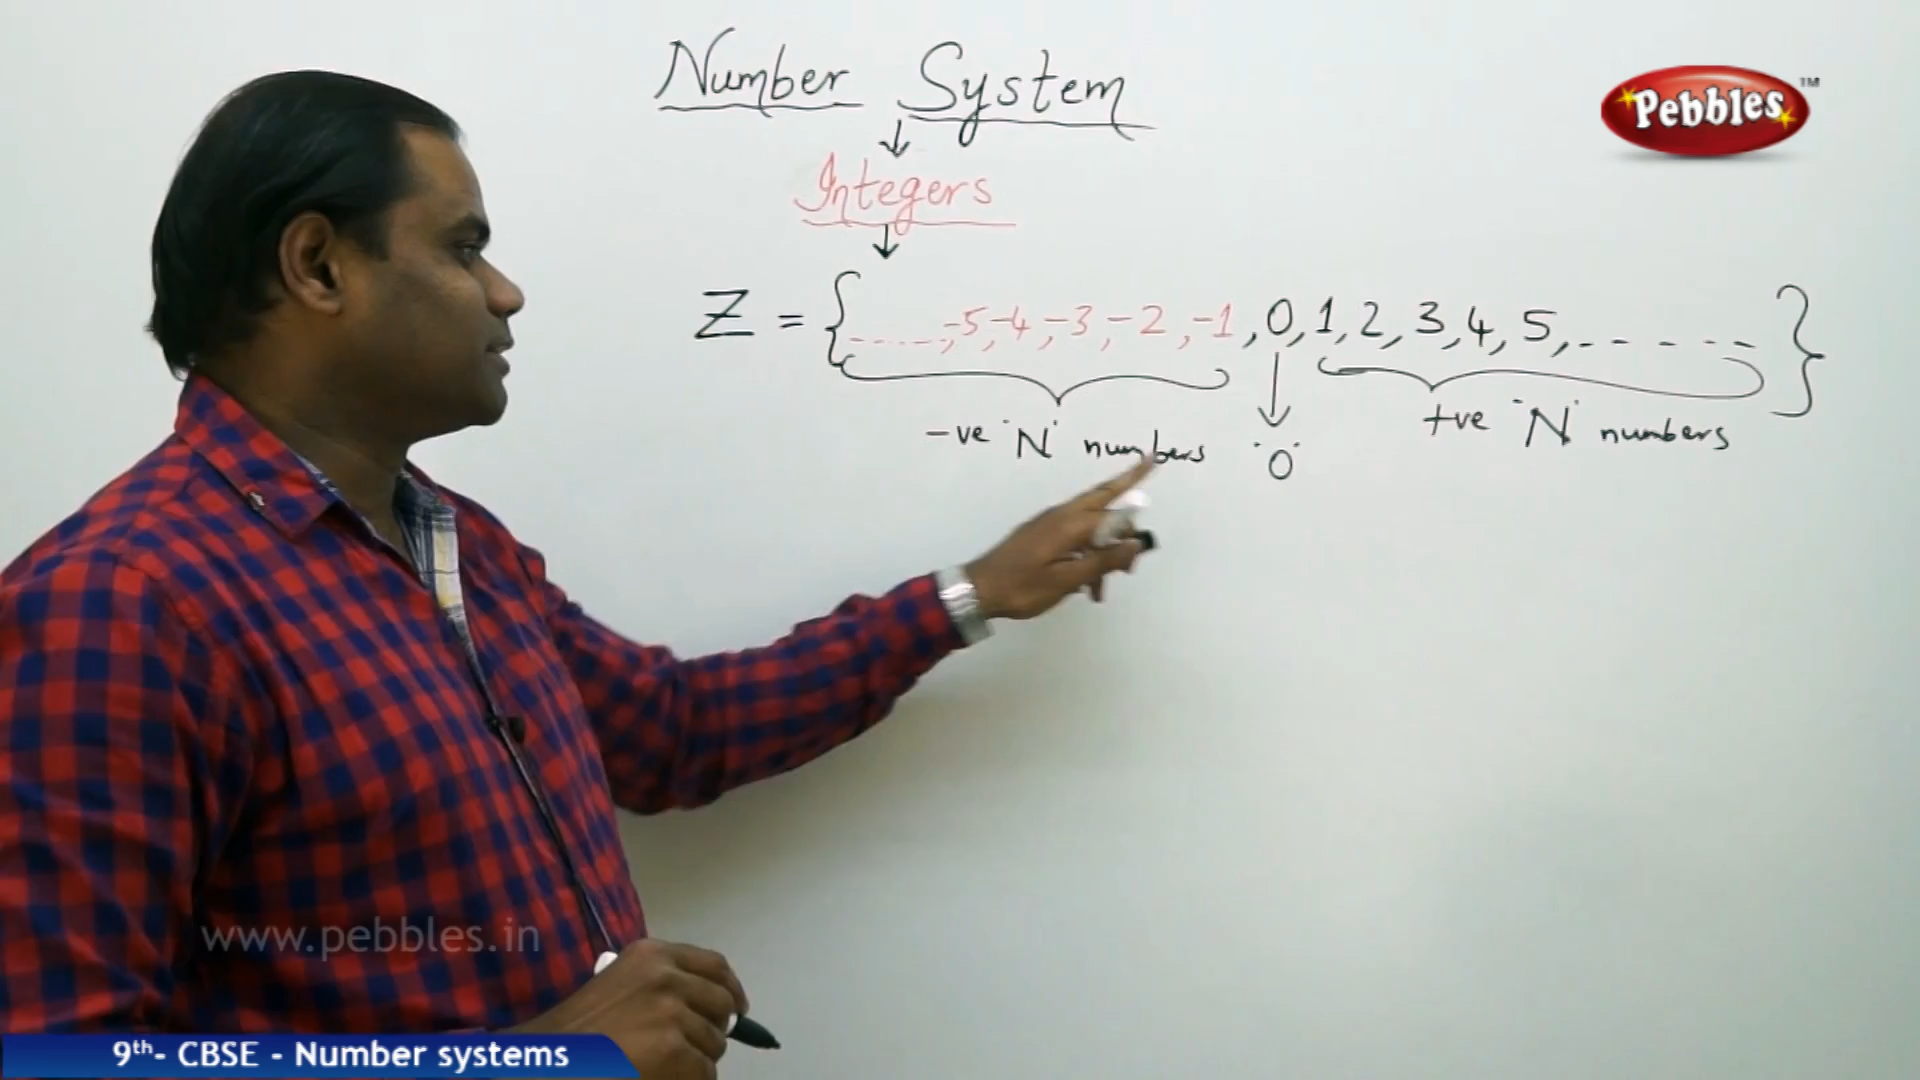 Number System
Pebbles™
Integers
Z = {......,-5,-4,-3,-2,-1,0,1,2,3,4,5,------}
-ve 'N' numbers '0' +ve 'N' numbers
www.pebbles.in
9th- CBSE - Number systems